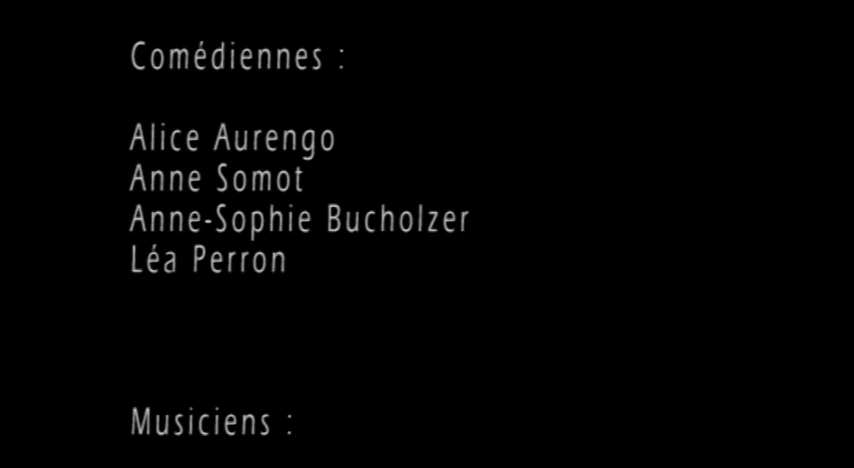 Comédiennes :
Alice Aurengo
Anne Somot
Anne-Sophie Bucholzer
Léa Perron
Musiciens :